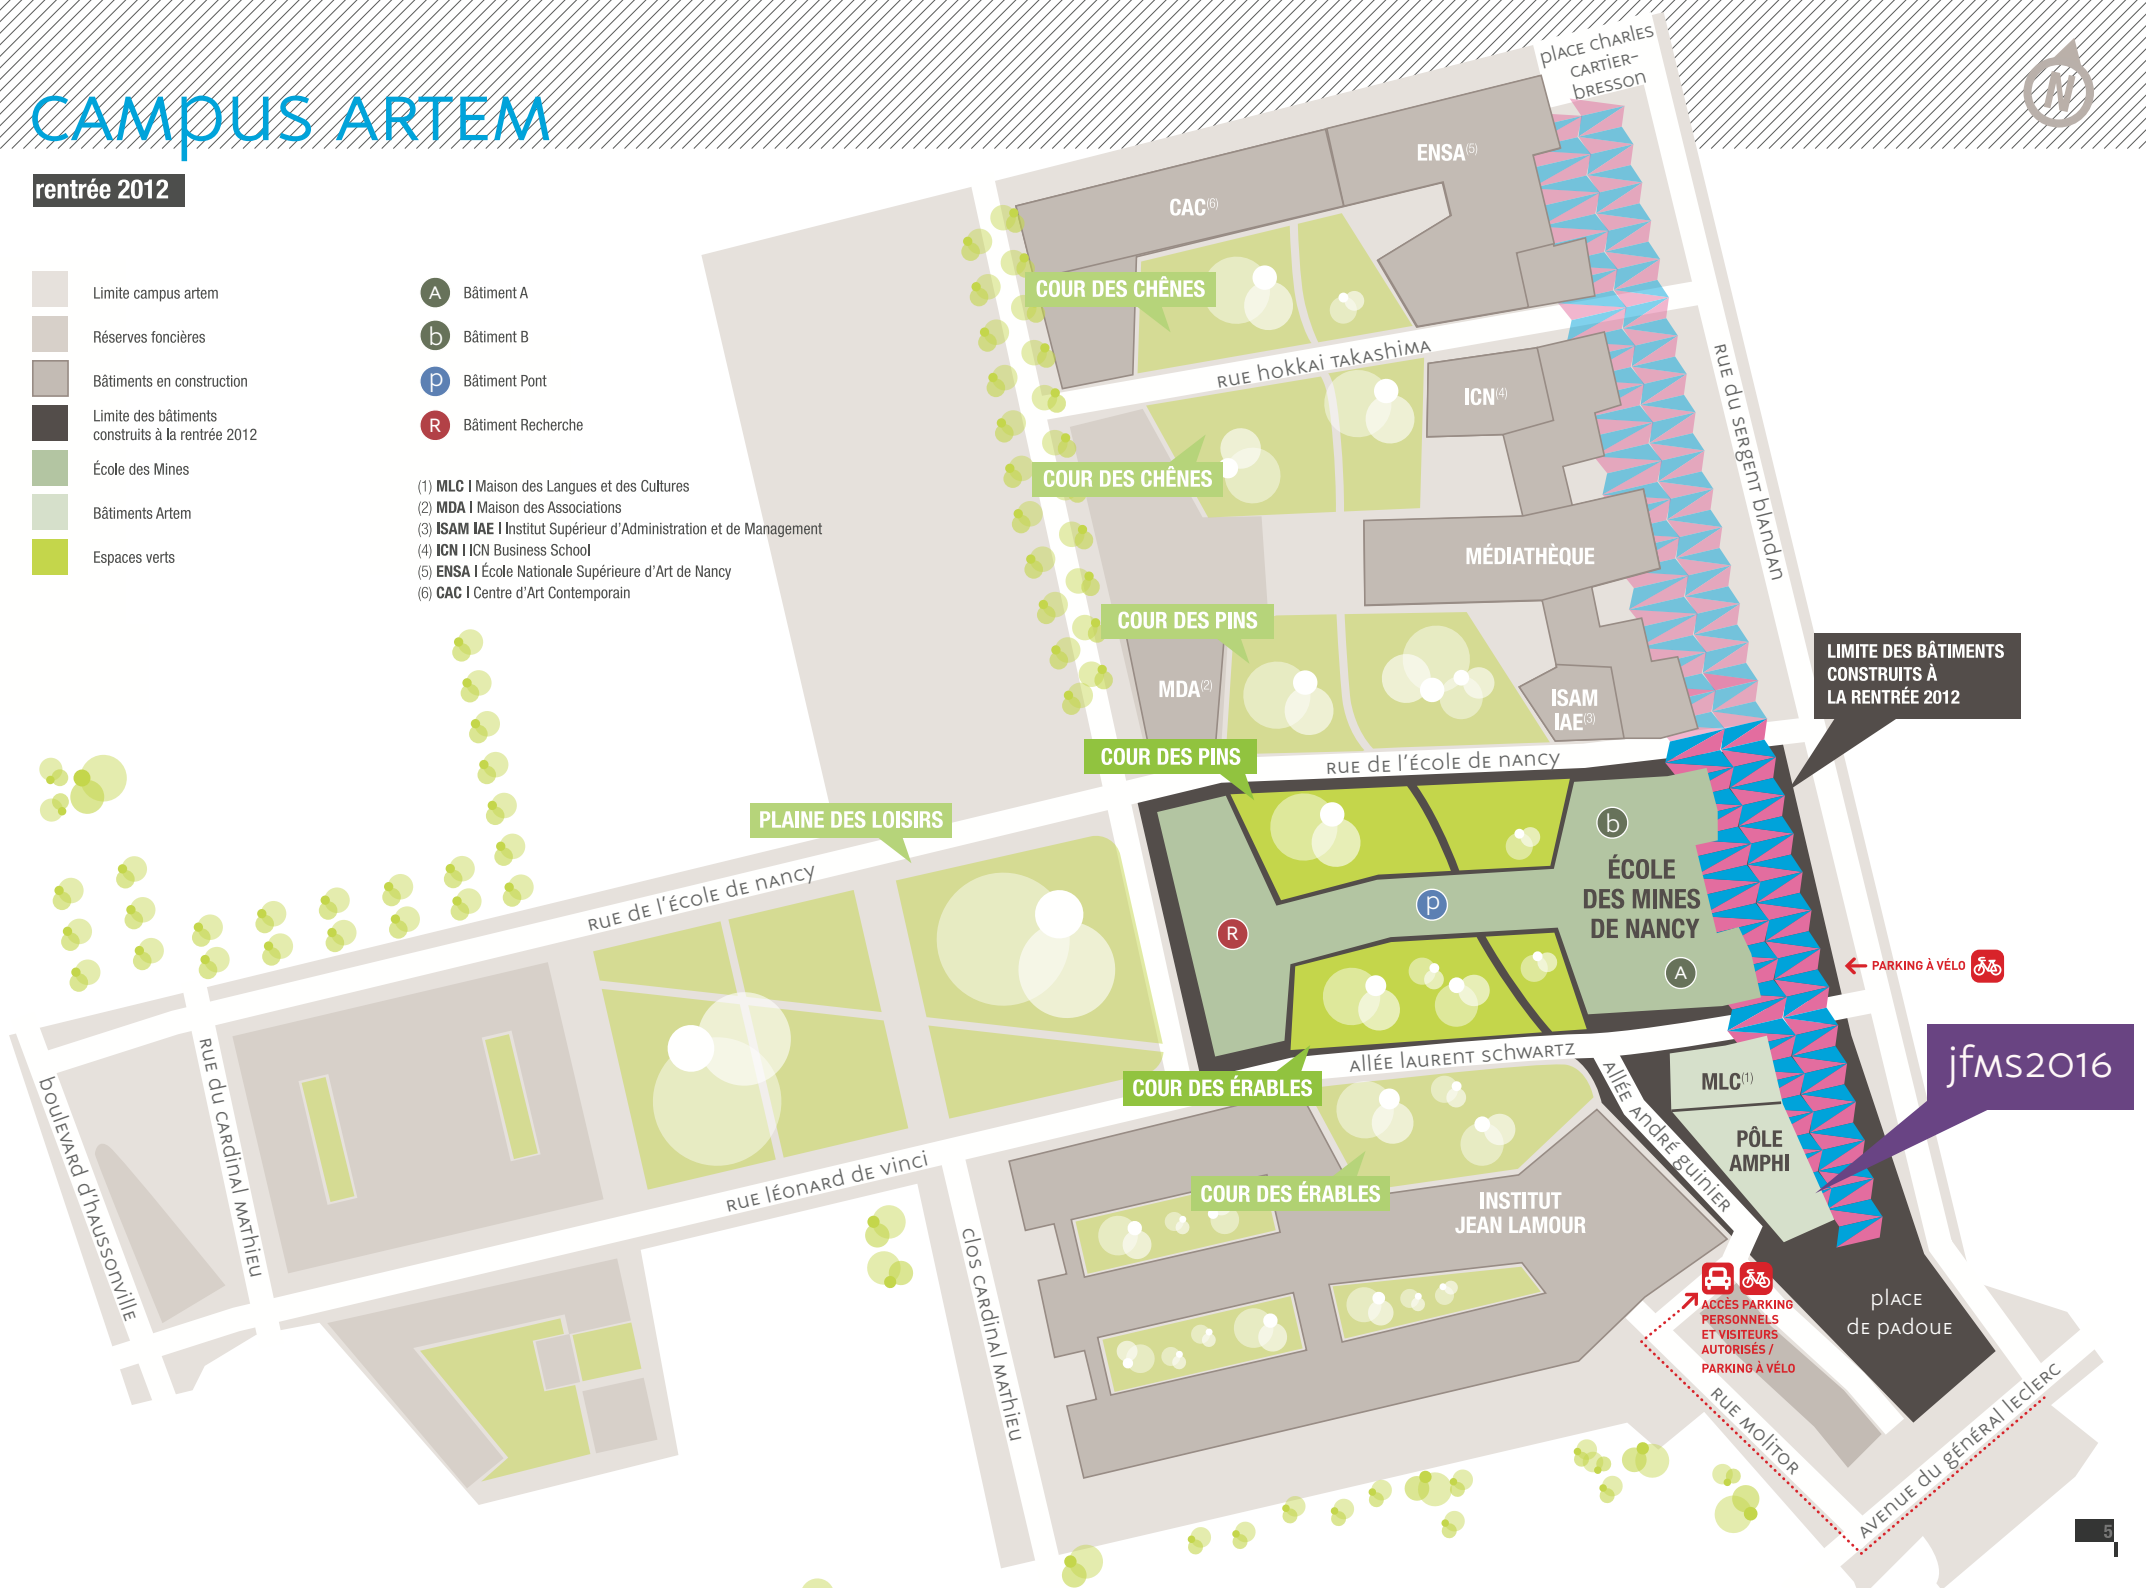 CAMPUS ARTEM
rentrée 2012
Limite campus artem
Réserves foncières
Bâtiments en construction
Limite des bâtiments
construits à la rentrée 2012
École des Mines
Bâtiments Artem
Espaces verts
A Bâtiment A
b Bâtiment B
p Bâtiment Pont
R Bâtiment Recherche
(1) MLC I Maison des Langues et des Cultures
(2) MDA I Maison des Associations
(3) ISAM IAE I Institut Supérieur d'Administration et de Management
(4) ICN I ICN Business School
(5) ENSA I École Nationale Supérieure d'Art de Nancy
(6) CAC I Centre d'Art Contemporain
place charles
cartier-
bresson
N
ENSA(5)
CAC(6)
COUR DES CHÊNES
rue hokkai takashima
ICN(4)
rue du sergent blandan
COUR DES CHÊNES
MÉDIATHÈQUE
COUR DES PINS
MDA(2)
ISAM
IAE(3)
LIMITE DES BÂTIMENTS
CONSTRUITS À
LA RENTRÉE 2012
COUR DES PINS
rue de l'école de nancy
PLAINE DES LOISIRS
rue de l'école de nancy
b
ÉCOLE
DES MINES
DE NANCY
p
R
A
PARKING À VÉLO
jfms2016
allée laurent schwartz
COUR DES ÉRABLES
MLC(1)
allée andré guinier
PÔLE
AMPHI
COUR DES ÉRABLES
INSTITUT
JEAN LAMOUR
rue léonard de vinci
rue du cardinal mathieu
boulevard d'haussonville
clos cardinal mathieu
ACCÈS PARKING
PERSONNELS
ET VISITEURS
AUTORISÉS /
PARKING À VÉLO
place
de padoue
rue molitor
avenue du général leclerc
5